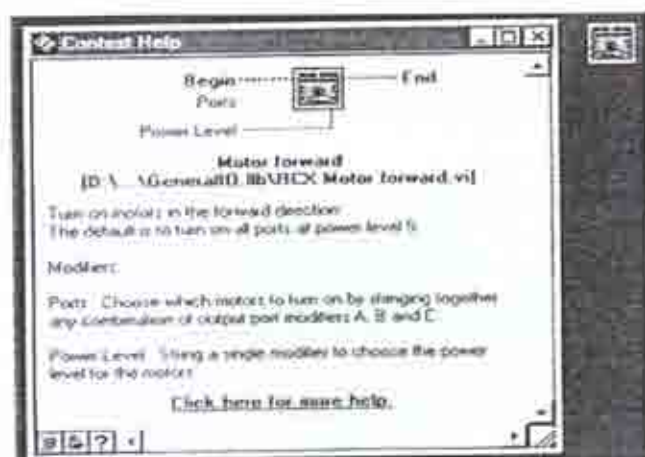 Context Help
Begin End
Ports
Power Level
Motor forward
Turn on motors in the forward direction
The default is to turn on all ports at power level 5
Modifiers
Ports Choose which motors to turn on by stringing together
any combination of output port modifiers A, B and C
Power Level String a single modifier to choose the power
level for the motors
Click here for more help.
?